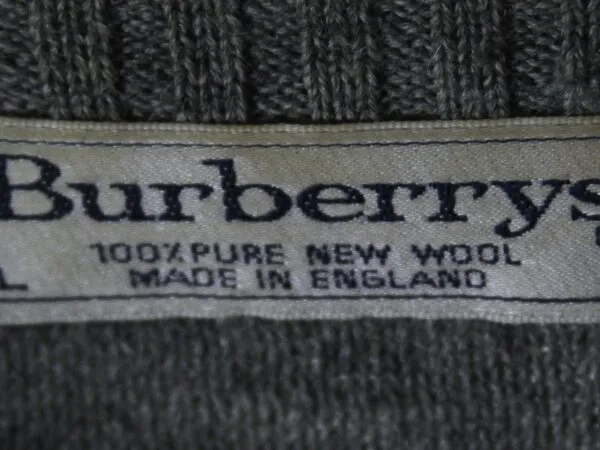 Burberrys
100% PURE NEW WOOL
L MADE IN ENGLAND